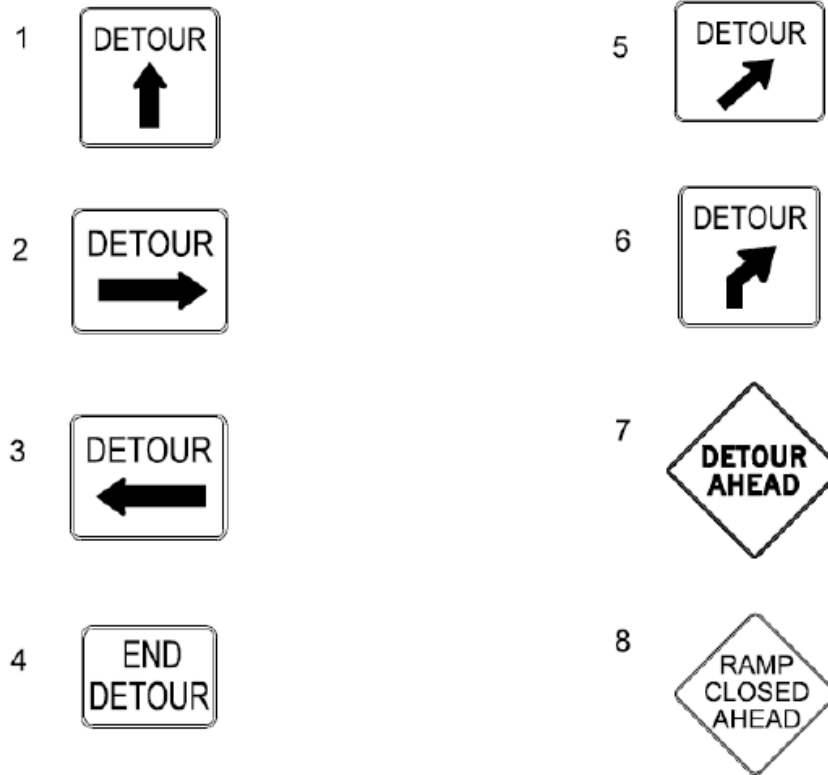 1
DETOUR
2
DETOUR
3
DETOUR
4
END
DETOUR
5
DETOUR
6
DETOUR
7
DETOUR
AHEAD
8
RAMP
CLOSED
AHEAD